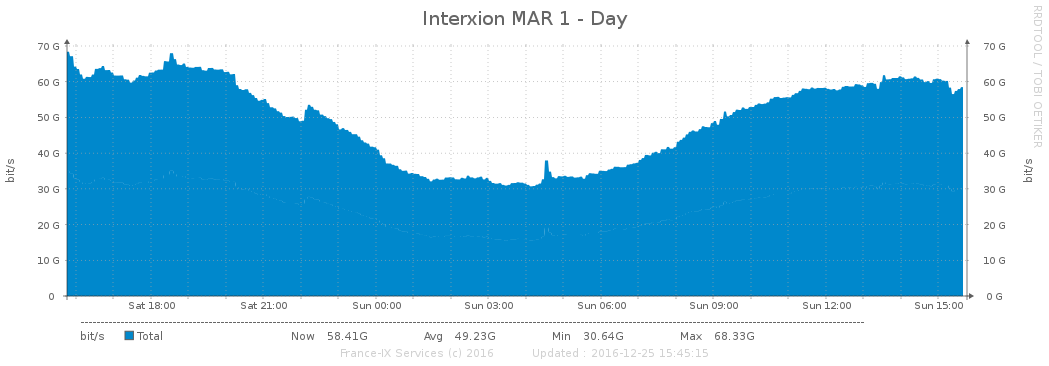 Interxion MAR 1 - Day
RRDTOOL / TOBI OETIKER
70 G 70 G
60 G 60 G
50 G 50 G
40 G 40 G
30 G 30 G
20 G 20 G
10 G 10 G
0 0 G
bit/s bit/s
Sat 18:00 Sat 21:00 Sun 00:00 Sun 03:00 Sun 06:00 Sun 09:00 Sun 12:00 Sun 15:00
bit/s Total Now 58.41G Avg 49.23G Min 30.64G Max 68.33G
France-IX Services (c) 2016 Updated : 2016-12-25 15:45:15